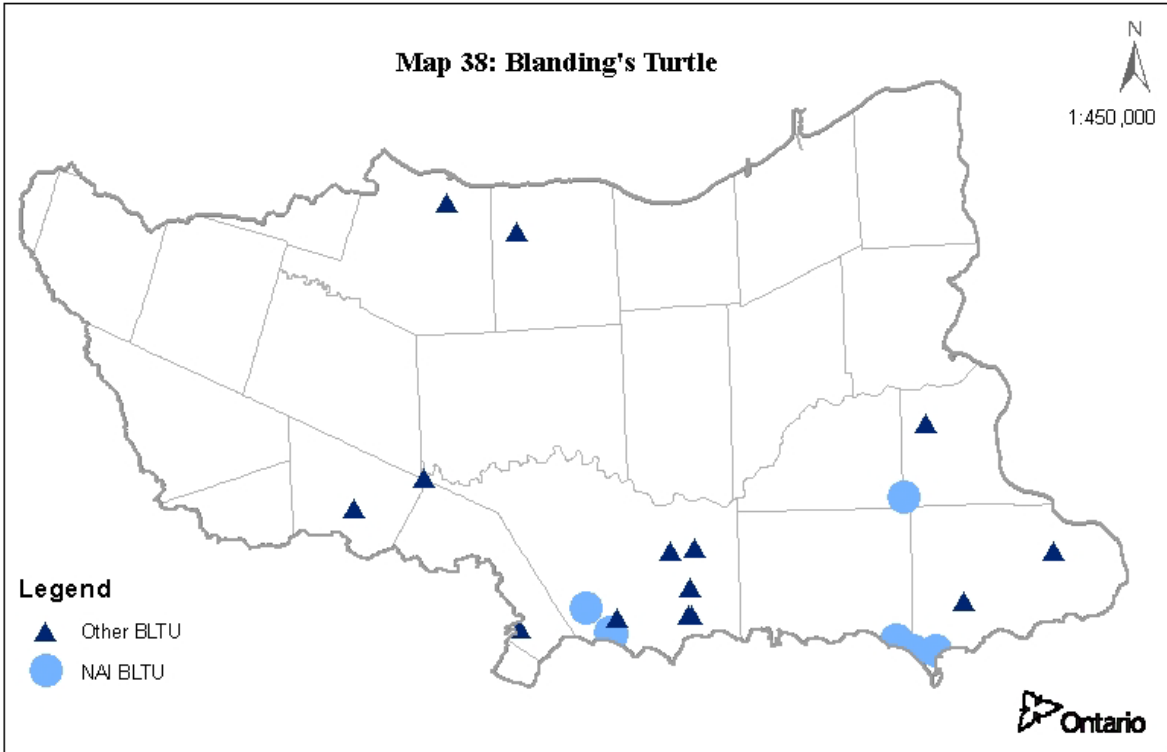 Map 38: Blanding's Turtle
N
1:450,000
Legend
Other BLTU
NAI BLTU
Ontario